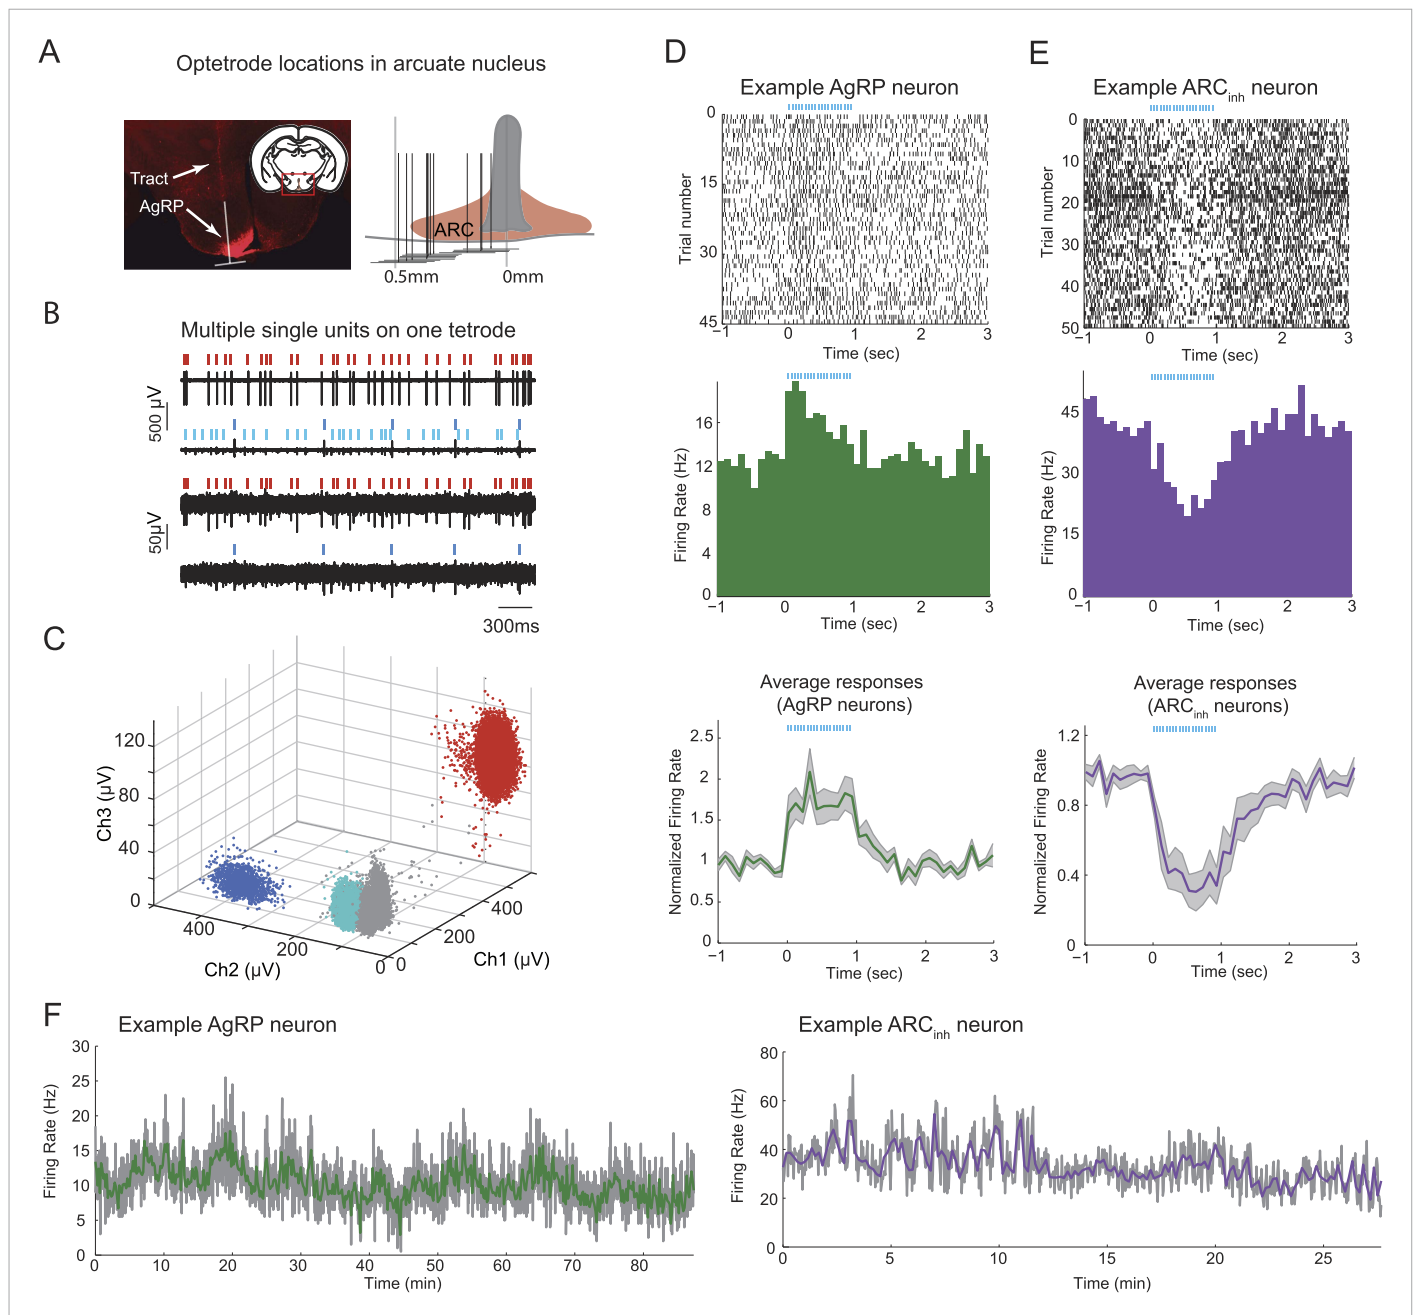 A
Optetrode locations in arcuate nucleus
Tract
AgRP
ARC
0.5mm
0mm
B
Multiple single units on one tetrode
500 µV
50µV
300ms
C
120
80
40
0
Ch3 (µV)
400
200
0
Ch2 (µV)
0
200
400
Ch1 (µV)
D
Example AgRP neuron
0
15
30
45
Trial number
−1 0 1 2 3
Time (sec)
16
12
8
4
0
Firing Rate (Hz)
−1 0 1 2 3
Time (sec)
Average responses
(AgRP neurons)
2.5
2
1.5
1
0.5
0
Normalized Firing Rate
−1 0 1 2 3
Time (sec)
E
Example ARCinh neuron
0
10
20
30
40
50
Trial number
−1 0 1 2 3
Time (sec)
45
30
15
0
Firing Rate (Hz)
−1 0 1 2 3
Time (sec)
Average responses
(ARCinh neurons)
1.2
0.8
0.4
0
Normalized Firing Rate
−1 0 1 2 3
Time (sec)
F
Example AgRP neuron
30
25
20
15
10
5
0
Firing Rate (Hz)
0 10 20 30 40 50 60 70 80
Time (min)
Example ARCinh neuron
80
60
40
20
0
Firing Rate (Hz)
0 5 10 15 20 25
Time (min)